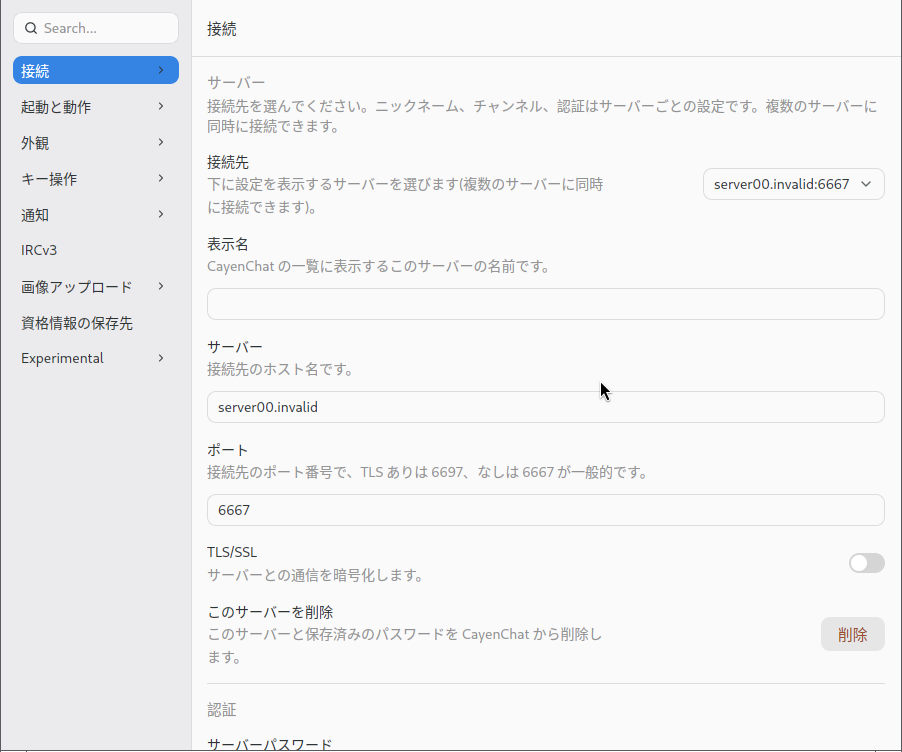 Search...
接続
起動と動作
外観
キー操作
通知
IRCv3
画像アップロード
資格情報の保存先
Experimental
接続
サーバー
接続先を選んでください。ニックネーム、チャンネル、認証はサーバーごとの設定です。複数のサーバーに
同時に接続できます。
接続先
下に設定を表示するサーバーを選びます(複数のサーバーに同時
に接続できます)。
server00.invalid:6667
表示名
CayenChat の一覧に表示するこのサーバーの名前です。
サーバー
接続先のホスト名です。
server00.invalid
ポート
接続先のポート番号で、TLS ありは 6697、なしは 6667 が一般的です。
6667
TLS/SSL
サーバーとの通信を暗号化します。
このサーバーを削除
このサーバーと保存済みのパスワードを CayenChat から削除し
ます。
削除
認証
サーバーパスワード